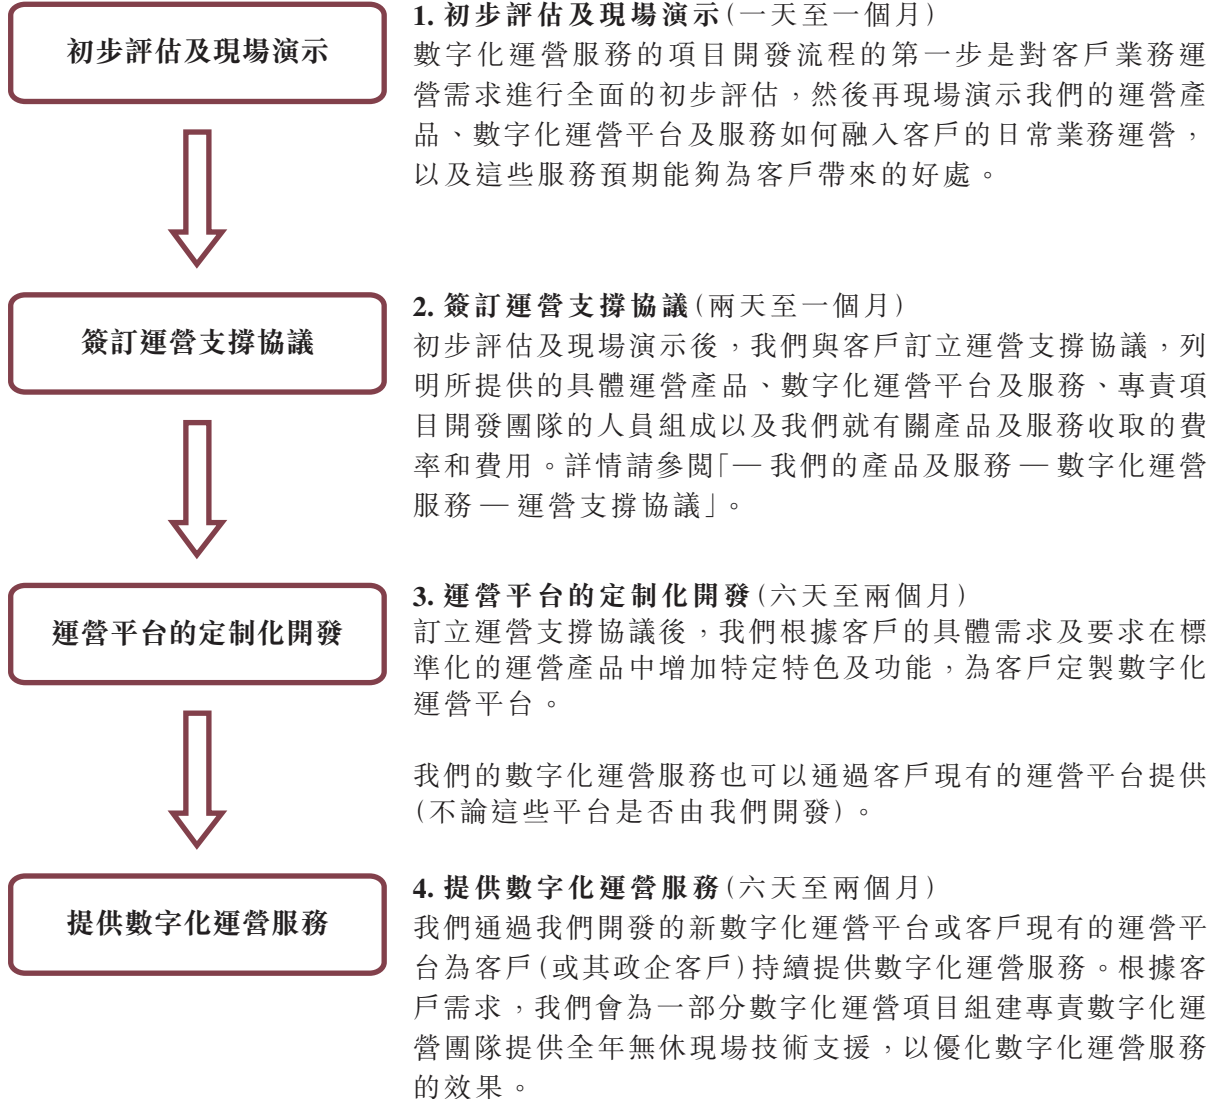 初步評估及現場演示
1. 初步評估及現場演示(一天至一個月)
數字化運營服務的項目開發流程的第一步是對客戶業務運
營需求進行全面的初步評估，然後再現場演示我們的運營產
品、數字化運營平台及服務如何融入客戶的日常業務運營，
以及這些服務預期能夠為客戶帶來的好處。
簽訂運營支撐協議
2. 簽訂運營支撐協議(兩天至一個月)
初步評估及現場演示後，我們與客戶訂立運營支撐協議，列
明所提供的具體運營產品、數字化運營平台及服務、專責項
目開發團隊的人員組成以及我們就有關產品及服務收取的費
率和費用。詳情請參閱「— 我們的產品及服務 — 數字化運營
服務 — 運營支撐協議」。
運營平台的定制化開發
3. 運營平台的定制化開發(六天至兩個月)
訂立運營支撐協議後，我們根據客戶的具體需求及要求在標
準化的運營產品中增加特定特色及功能，為客戶定製數字化
運營平台。
我們的數字化運營服務也可以通過客戶現有的運營平台提供
(不論這些平台是否由我們開發)。
提供數字化運營服務
4. 提供數字化運營服務(六天至兩個月)
我們通過我們開發的新數字化運營平台或客戶現有的運營平
台為客戶(或其政企客戶)持續提供數字化運營服務。根據客
戶需求，我們會為一部分數字化運營項目組建專責數字化運
營團隊提供全年無休現場技術支援，以優化數字化運營服務
的效果。